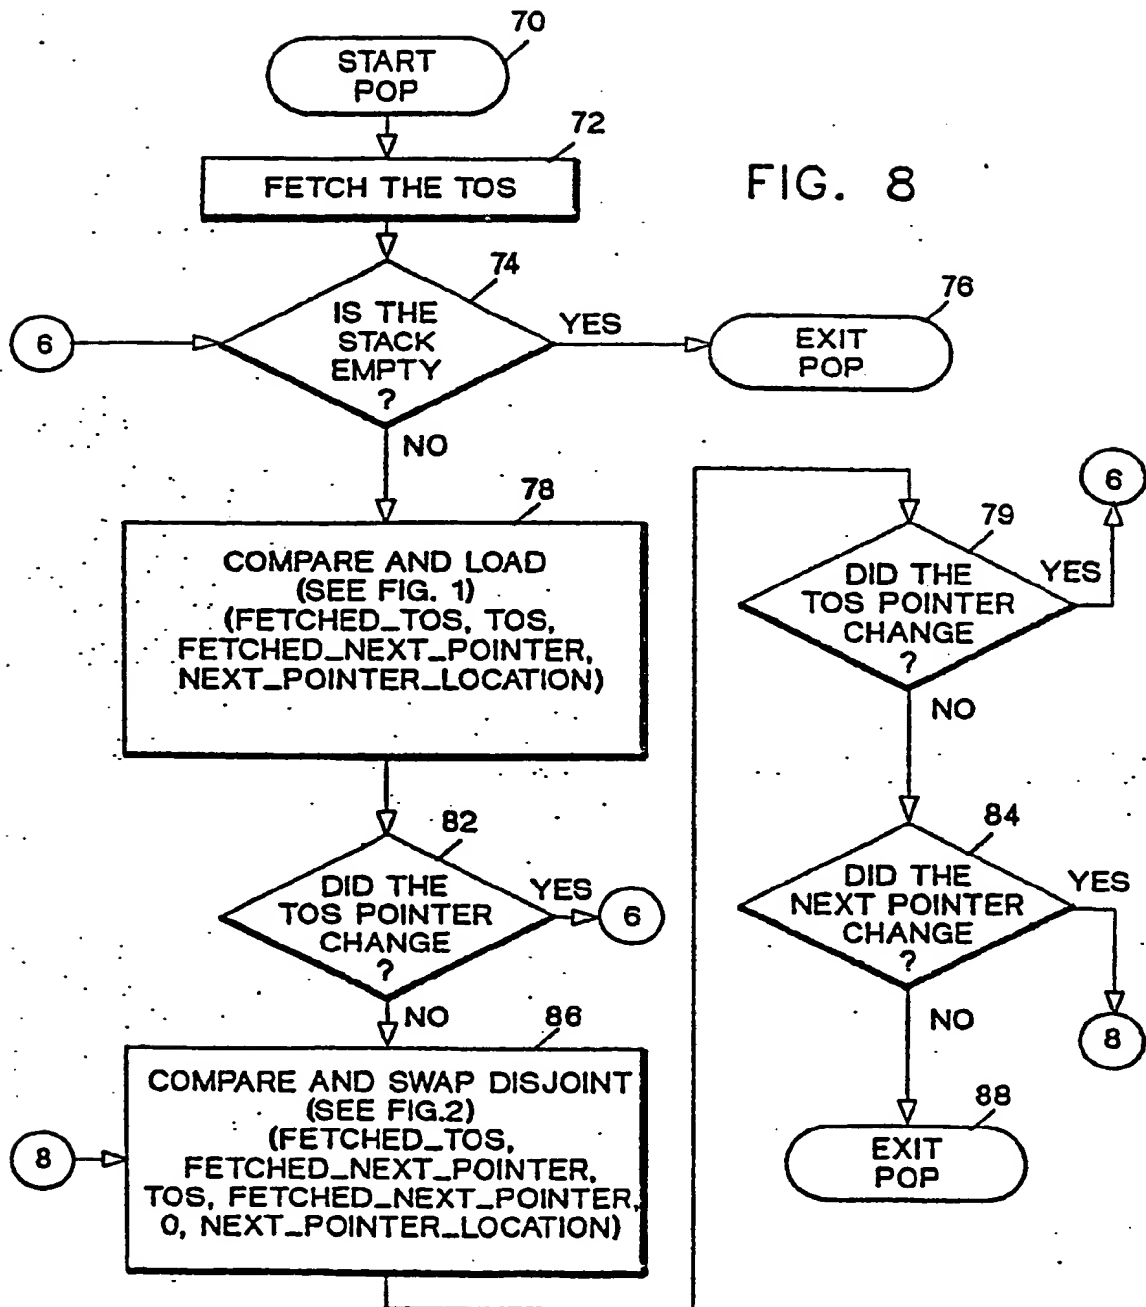 70
START
POP
72
FETCH THE TOS
FIG. 8
74
IS THE
STACK
EMPTY
?
6
YES
76
EXIT
POP
NO
78
COMPARE AND LOAD
(SEE FIG. 1)
(FETCHED_TOS, TOS,
FETCHED_NEXT_POINTER,
NEXT_POINTER_LOCATION)
82
DID THE
TOS POINTER
CHANGE
?
YES
6
NO
86
COMPARE AND SWAP DISJOINT
(SEE FIG.2)
(FETCHED_TOS,
FETCHED_NEXT_POINTER,
TOS, FETCHED_NEXT_POINTER,
0, NEXT_POINTER_LOCATION)
8
6
79
DID THE
TOS POINTER
CHANGE
?
YES
NO
84
DID THE
NEXT POINTER
CHANGE
?
YES
8
NO
88
EXIT
POP